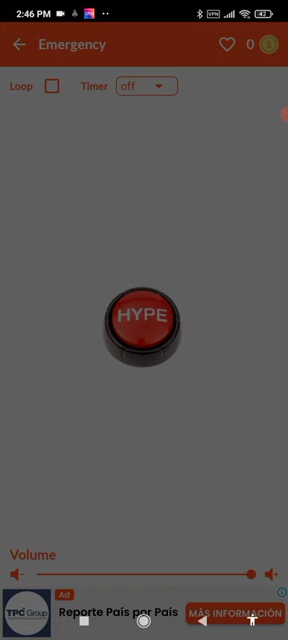 2:46 PM VPN 42
Emergency 0
Loop Timer off
HYPE
Volume
Ad
TPC Group
Reporte País por País
MÁS INFORMACIÓN